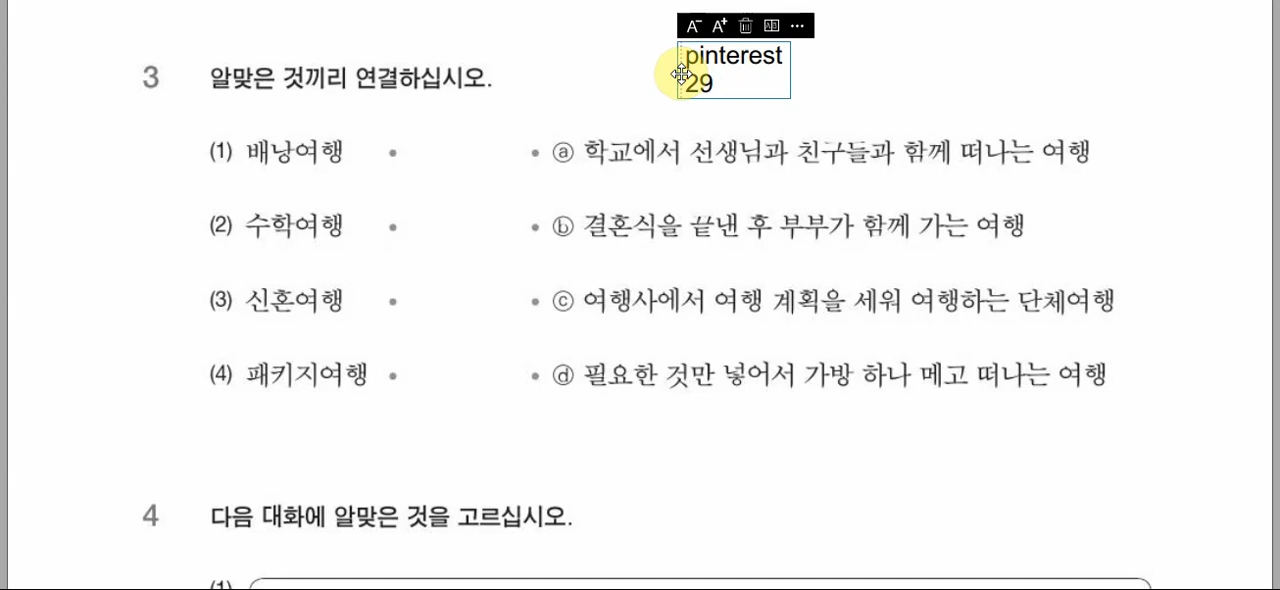 pinterest
29
3 알맞은 것끼리 연결하십시오.
(1) 배낭여행 • • ⓐ 학교에서 선생님과 친구들과 함께 떠나는 여행
(2) 수학여행 • • ⓑ 결혼식을 끝낸 후 부부가 함께 가는 여행
(3) 신혼여행 • • ⓒ 여행사에서 여행 계획을 세워 여행하는 단체여행
(4) 패키지여행 • • ⓓ 필요한 것만 넣어서 가방 하나 메고 떠나는 여행
4 다음 대화에 알맞은 것을 고르십시오.
(1)